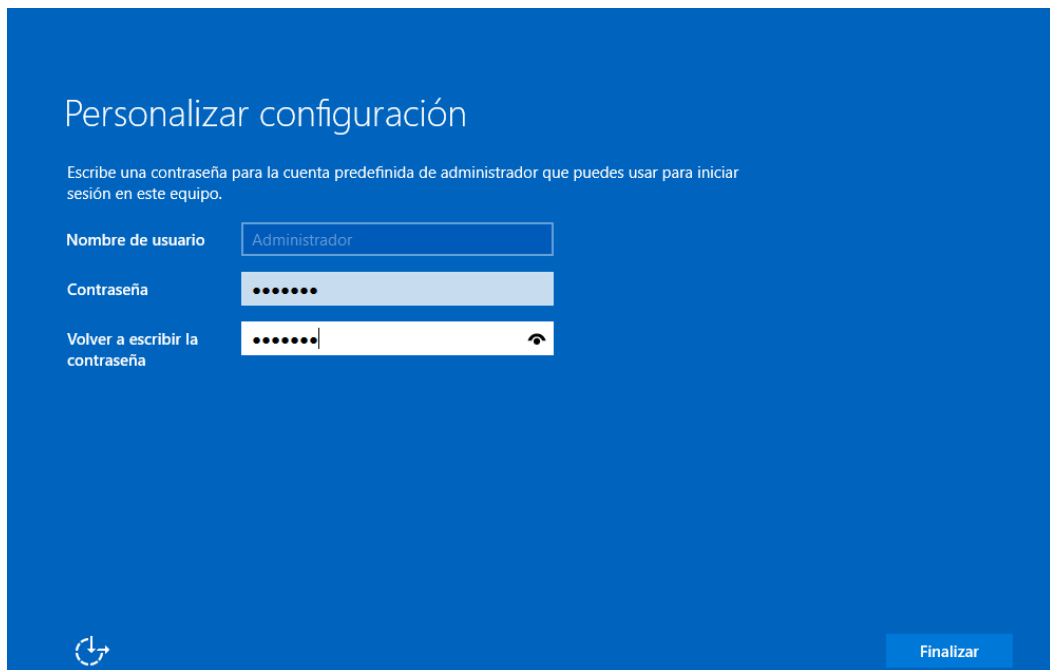 Personalizar configuración
Escribe una contraseña para la cuenta predefinida de administrador que puedes usar para iniciar
sesión en este equipo.
Nombre de usuario
Administrador
Contraseña
•••••••
Volver a escribir la
contraseña
•••••••
Finalizar